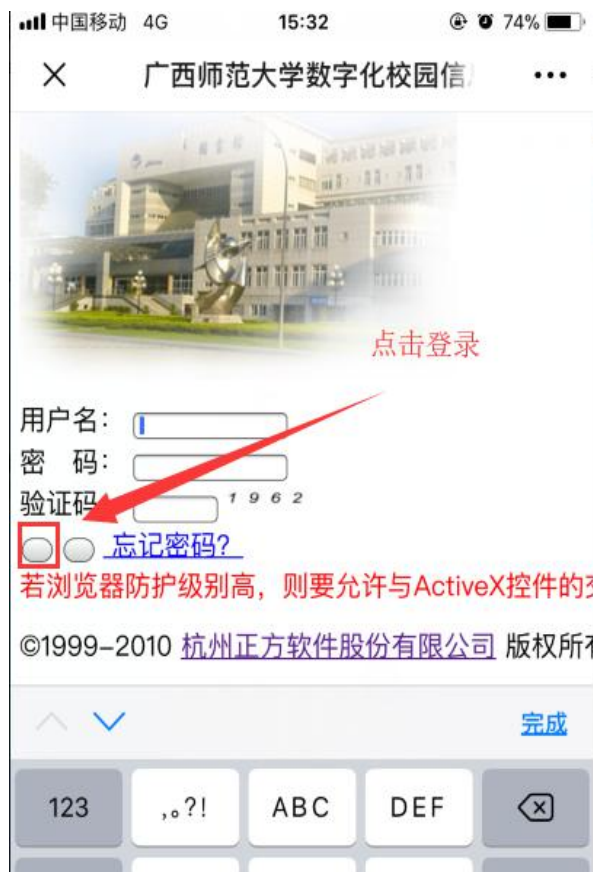 中国移动 4G 15:32 74%
广西师范大学数字化校园信
点击登录
用户名：
密 码：
验证码 1962
忘记密码?
若浏览器防护级别高，则要允许与ActiveX控件的交
©1999–2010 杭州正方软件股份有限公司 版权所有
完成
123 ,。?! ABC DEF